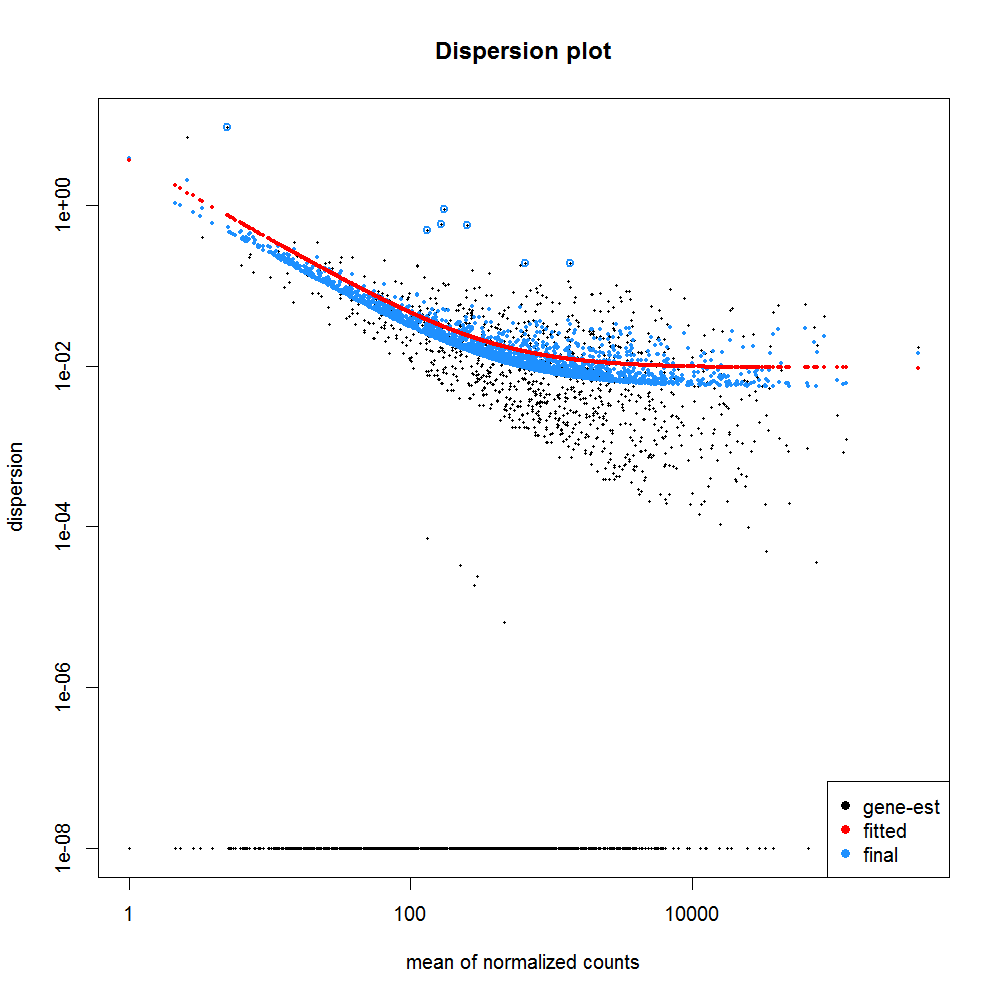 Dispersion plot
dispersion
1e+00
1e-02
1e-04
1e-06
1e-08
1
100
10000
mean of normalized counts
gene-est
fitted
final